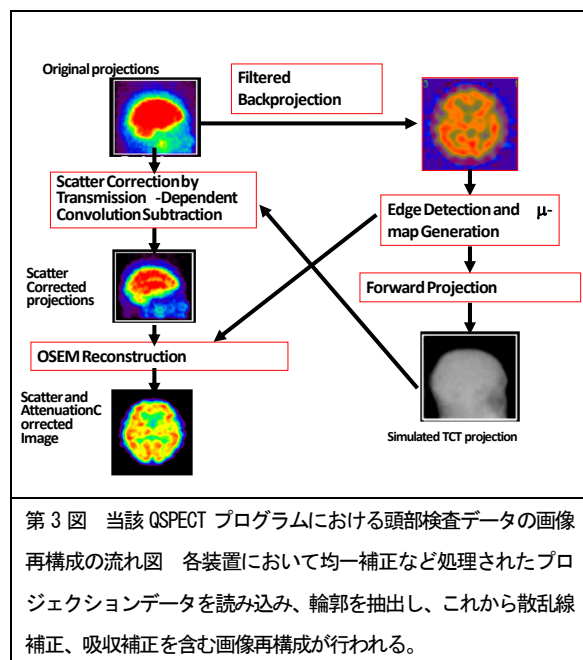 Original projections
Filtered
Backprojection
Scatter Correction by
Transmission -Dependent
Convolution Subtraction
Edge Detection and μ-
map Generation
Scatter
Corrected
projections
Forward Projection
OSEM Reconstruction
Scatter and
AttenuationC
orrected
Image
Simulated TCT projection
第 3 図 当該 QSPECT プログラムにおける頭部検査データの画像
再構成の流れ図 各装置において均一補正など処理されたプロ
ジェクションデータを読み込み、輪郭を抽出し、これから散乱線
補正、吸収補正を含む画像再構成が行われる。